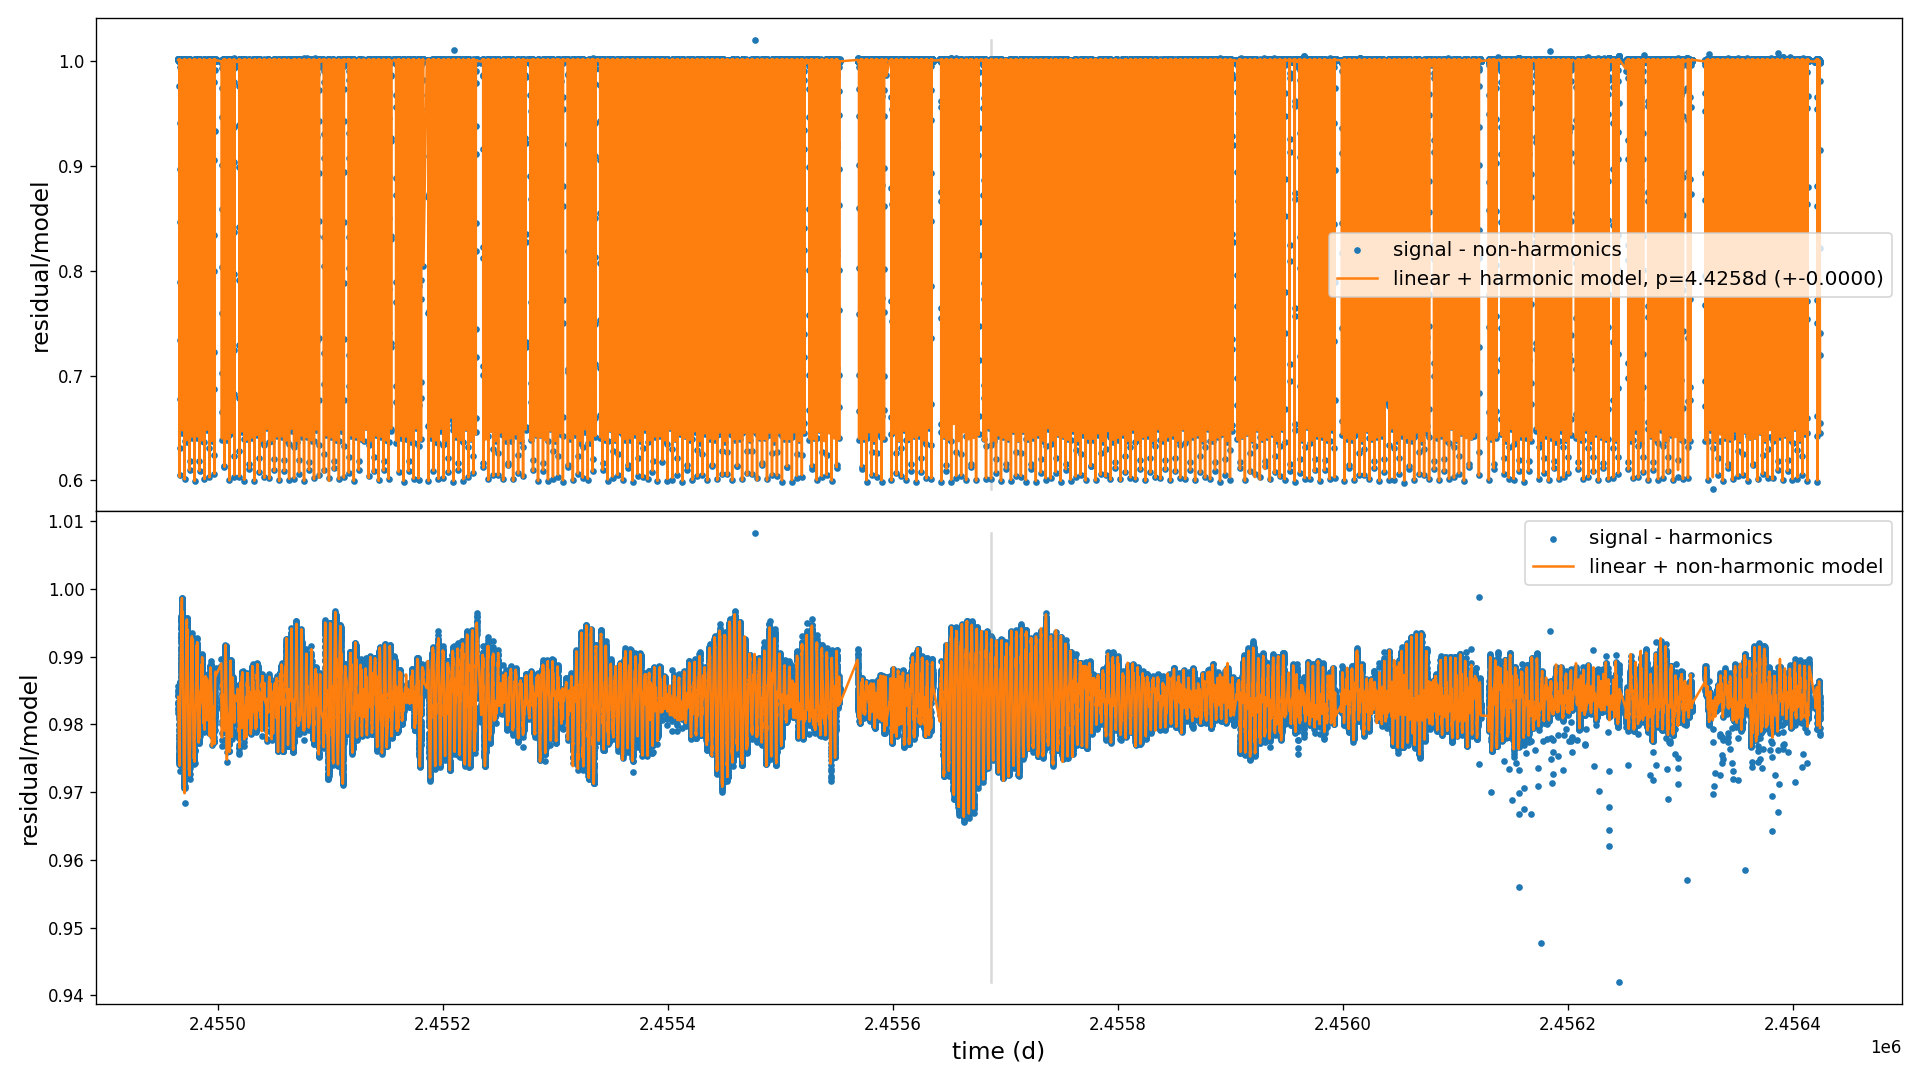 1.0
0.9
0.8
0.7
0.6
residual/model
signal - non-harmonics
linear + harmonic model, p=4.4258d (+-0.0000)
1.01
1.00
0.99
0.98
0.97
0.96
0.95
0.94
residual/model
signal - harmonics
linear + non-harmonic model
2.4550 2.4552 2.4554 2.4556 2.4558 2.4560 2.4562 2.4564
1e6
time (d)